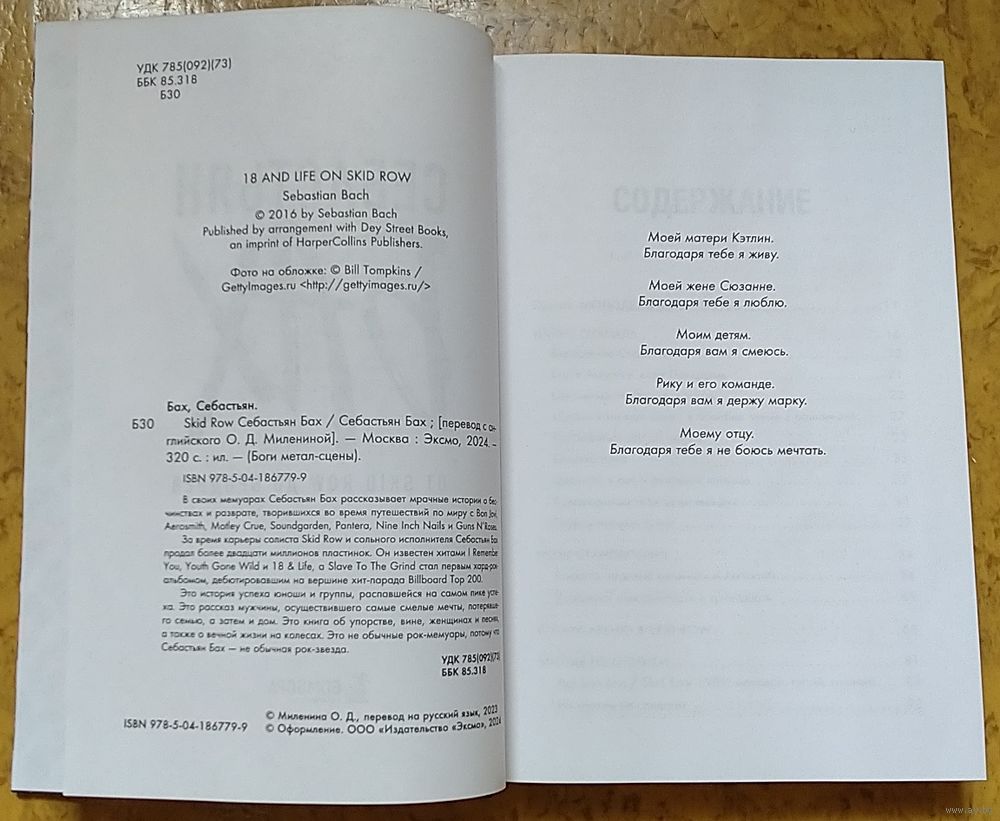 УДК 785(092)(73)
ББК 85.318
Б30
18 AND LIFE ON SKID ROW
Sebastian Bach
© 2016 by Sebastian Bach
Published by arrangement with Dey Street Books,
an imprint of HarperCollins Publishers.
Фото на обложке: © Bill Tompkins /
GettyImages.ru <http://gettyimages.ru/>
Бах, Себастьян.
Б30 Skid Row Себастьян Бах / Себастьян Бах ; [перевод с ан-
глийского О. Д. Милениной]. — Москва : Эксмо, 2024. –
320 с. : ил. — (Боги метал-сцены).
ISBN 978-5-04-186779-9
В своих мемуарах Себастьян Бах рассказывает мрачные истории о бес-
чинствах и разврате, творившихся во время путешествий по миру с Bon Jovi,
Aerosmith, Motley Crue, Soundgarden, Pantera, Nine Inch Nails и Guns N'Roses.
За время карьеры солиста Skid Row и сольного исполнителя Себастьян Бах
продал более двадцати миллионов пластинок. Он известен хитами I Remember
You, Youth Gone Wild и 18 & Life, а Slave To The Grind стал первым хард-рок-
альбомом, дебютировавшим на вершине хит-парада Billboard Top 200.
Это история успеха юноши и группы, распавшейся на самом пике успе-
ха. Это рассказ мужчины, осуществившего самые смелые мечты, потерявше-
го семью, а затем и дом. Это книга об упорстве, вине, женщинах и песнях,
а также о вечной жизни на колесах. Это не обычные рок-мемуары, потому что
Себастьян Бах — не обычная рок-звезда.
УДК 785(092)(73)
ББК 85.318
© Миленина О. Д., перевод на русский язык, 2023
ISBN 978-5-04-186779-9 © Оформление. ООО «Издательство «Эксмо», 2024
СОДЕРЖАНИЕ
Моей матери Кэтлин.
Благодаря тебе я живу.
Моей жене Сюзанне.
Благодаря тебе я люблю.
Моим детям.
Благодаря вам я смеюсь.
Рику и его команде.
Благодаря вам я держу марку.
Моему отцу.
Благодаря тебе я не боюсь мечтать.